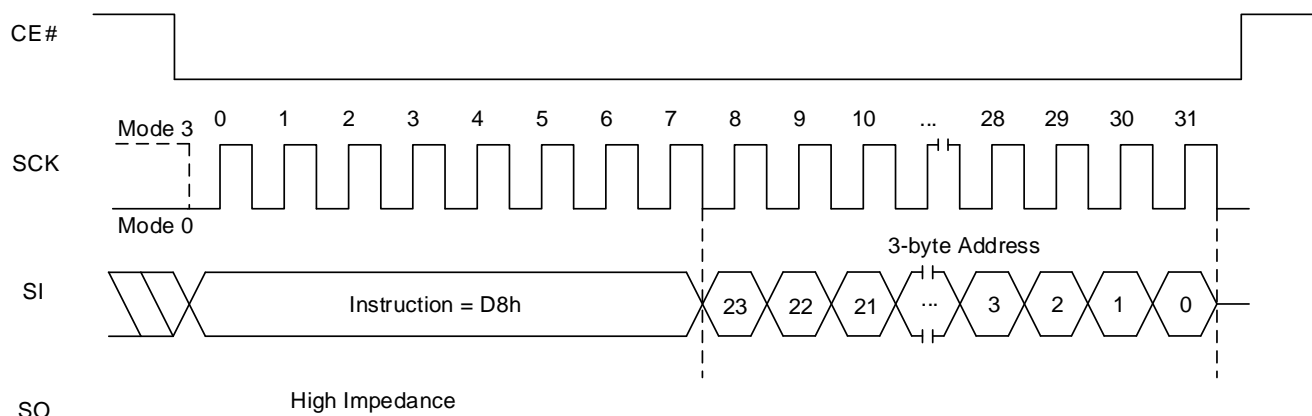 CE#
0 1 2 3 4 5 6 7 8 9 10 ... 28 29 30 31
Mode 3
SCK
Mode 0
3-byte Address
SI
Instruction = D8h
23 22 21 ... 3 2 1 0
High Impedance
SO